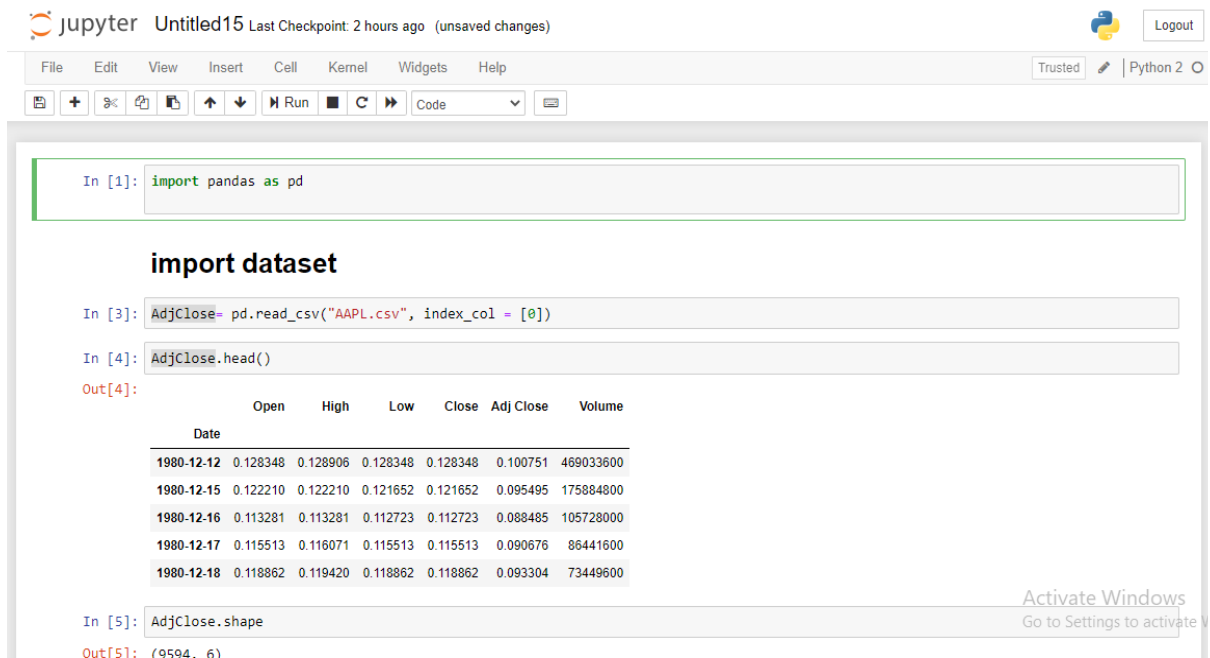 jupyter Untitled15 Last Checkpoint: 2 hours ago (unsaved changes) Logout
File Edit View Insert Cell Kernel Widgets Help Trusted Python 2
Run Code
In [1]: import pandas as pd
import dataset
In [3]: AdjClose= pd.read_csv("AAPL.csv", index_col = [0])
In [4]: AdjClose.head()
Out[4]:
Open High Low Close Adj Close Volume
Date
1980-12-12 0.128348 0.128906 0.128348 0.128348 0.100751 469033600
1980-12-15 0.122210 0.122210 0.121652 0.121652 0.095495 175884800
1980-12-16 0.113281 0.113281 0.112723 0.112723 0.088485 105728000
1980-12-17 0.115513 0.116071 0.115513 0.115513 0.090676 86441600
1980-12-18 0.118862 0.119420 0.118862 0.118862 0.093304 73449600
Activate Windows
Go to Settings to activate
In [5]: AdjClose.shape
Out[5]: (9594, 6)